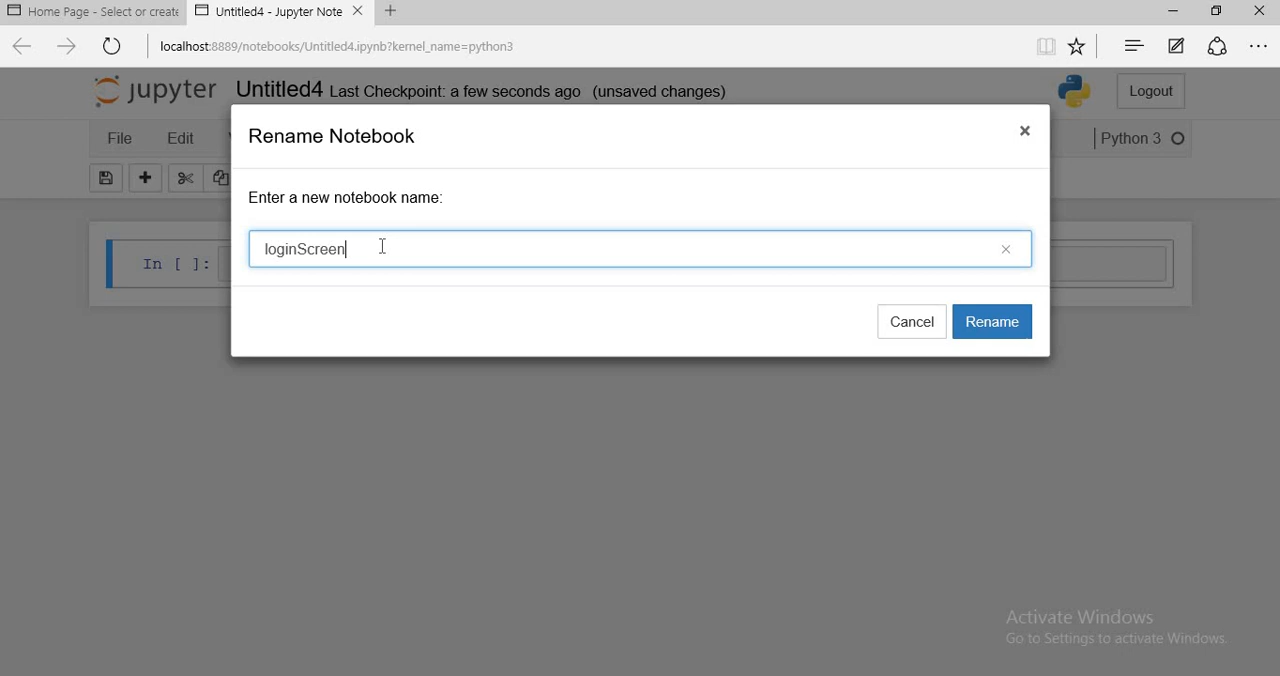 Home Page - Select or create
Untitled4 - Jupyter Note
localhost:8889/notebooks/Untitled4.ipynb?kernel_name=python3
jupyter Untitled4 Last Checkpoint: a few seconds ago (unsaved changes)
Logout
Rename Notebook
File Edit
Python 3
Enter a new notebook name:
loginScreen
In [ ]:
Cancel Rename
Activate Windows
Go to Settings to activate Windows.